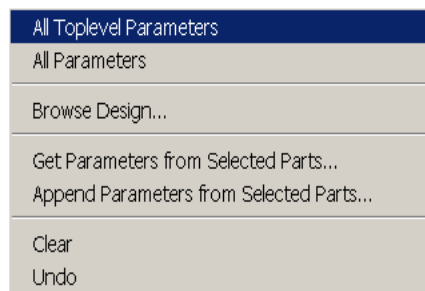 All Toplevel Parameters
All Parameters
Browse Design...
Get Parameters from Selected Parts...
Append Parameters from Selected Parts...
Clear
Undo